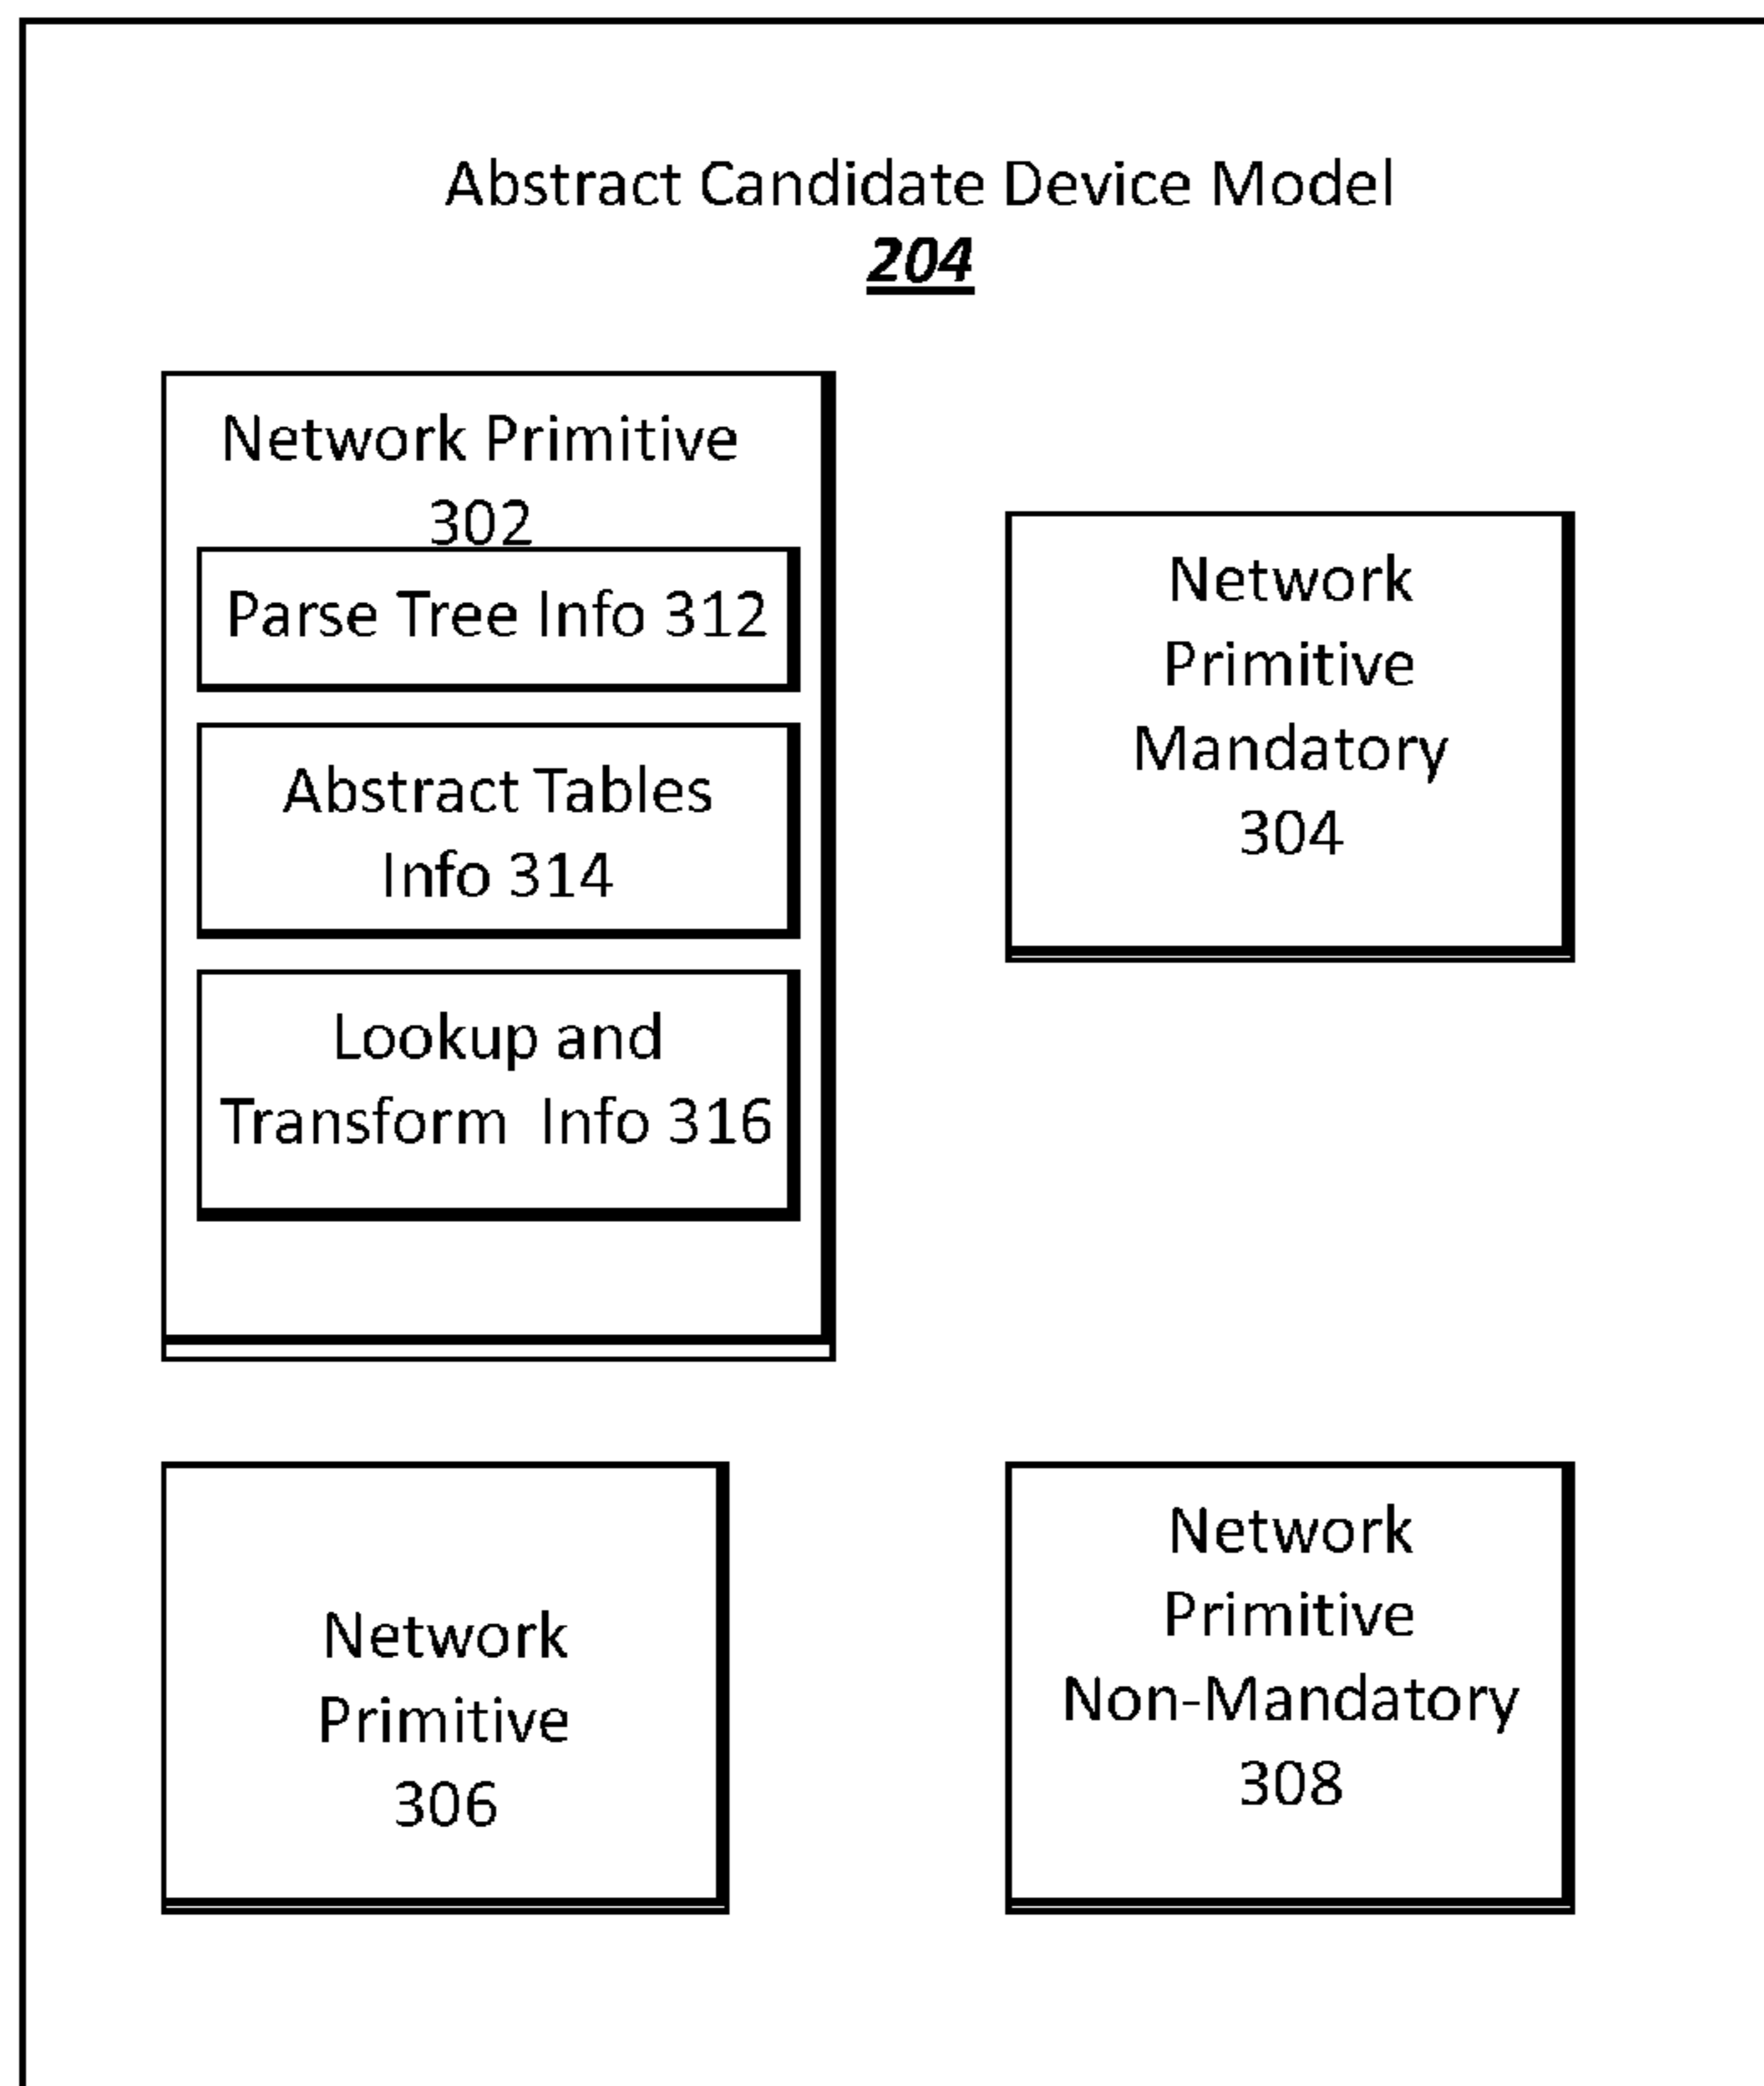 Abstract Candidate Device Model
204
Network Primitive
302
Parse Tree Info 312
Abstract Tables
Info 314
Lookup and
Transform  Info 316
Network
Primitive
Mandatory
304
Network
Primitive
306
Network
Primitive
Non-Mandatory
308